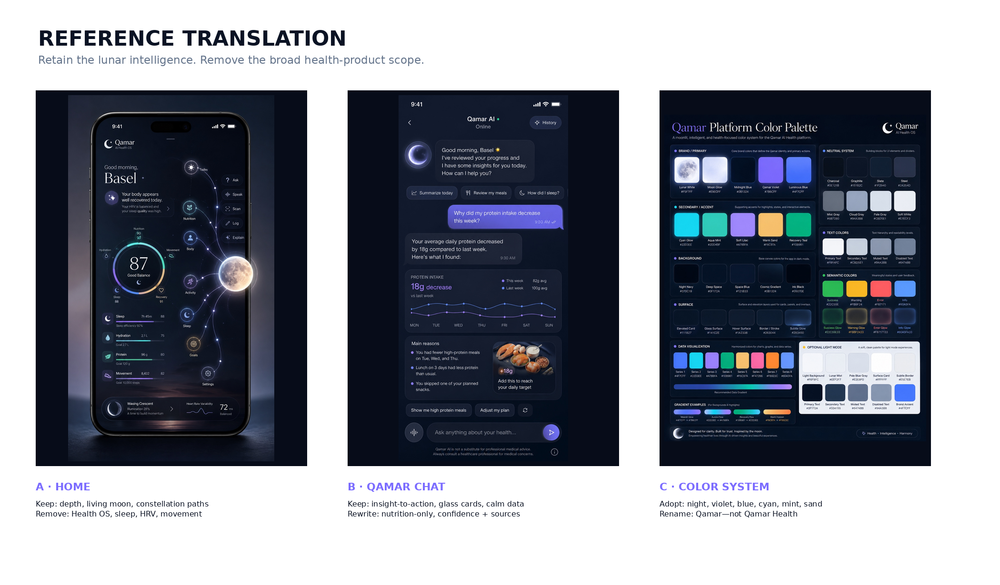 REFERENCE TRANSLATION
Retain the lunar intelligence. Remove the broad health-product scope.
9:41
Qamar
AI Health OS
Good morning,
Basel
Your body appears
well recovered today.
Your HRV is balanced and
your sleep quality was high.
Today
Ask
Speak
Scan
Log
Explain
Nutrition
Body
Activity
Sleep
Goals
Settings
Nutrition
90
Hydration
Movement
87
Good Balance
Sleep
88
Recovery
91
Sleep 7h 45m 88
Sleep efficiency 92%
Hydration 2.1 L 75
Goal 2.7 L
Protein 96 g 80
Goal 120 g
Movement 8,432 82
Goal 10,000 steps
Waxing Crescent
Illumination 28%
A time to build momentum
Heart Rate Variability
72 ms
Balanced
A · HOME
Keep: depth, living moon, constellation paths
Remove: Health OS, sleep, HRV, movement
9:41
Qamar AI
Online
History
Good morning, Basel ☀️
I've reviewed your progress and
I have some insights for you today.
How can I help you?
Summarize today
Review my meals
How did I sleep?
Why did my protein intake decrease
this week?
9:30 AM
Your average daily protein decreased
by 18g compared to last week.
Here's what I found:
9:30 AM
PROTEIN INTAKE
18g decrease
vs last week
This week 82g avg
Last week 100g avg
MON TUE WED THU FRI SAT SUN
Main reasons
You had fewer high-protein meals
on Tue, Wed, and Thu.
Lunch on 3 days had less protein
than usual.
You skipped one of your planned
snacks.
+18g
Add this to reach
your daily target
Show me high protein meals
Adjust my plan
Ask anything about your health...
Qamar AI is not a substitute for professional medical advice.
Always consult a healthcare professional for medical concerns.
B · QAMAR CHAT
Keep: insight-to-action, glass cards, calm data
Rewrite: nutrition-only, confidence + sources
Qamar Platform Color Palette
A moonlit, intelligent, and health-focused color system for the Qamar AI Health platform.
Qamar
AI Health OS
BRAND / PRIMARY
Core brand colors that define the Qamar identity and primary actions.
Lunar White Moon Glow Midnight Blue Qamar Violet Luminous Blue
#F5F7FF #E9ECFF #0B1324 #7B6CFF #4F7CFF
SECONDARY / ACCENT
Supporting accents for highlights, states, and interactive elements.
Cyan Glow Aqua Mint Soft Lilac Warm Sand Recovery Teal
#22D3EE #2DD4BF #A78BFA #F6C97A #10B981
BACKGROUND
Base canvas colors for the app in dark mode.
Night Navy Deep Space Space Blue Cosmic Gradient Ink Black
#070C19 #0F172A #121B33 #0B1324 #05070E
SURFACE
Surface and elevation layers used for cards, panels, and overlays.
Elevated Card Glass Surface Hover Surface Border / Stroke Subtle Glow
#111827 #141C2E #1A2338 #263044 #2B3450
DATA VISUALIZATION
Harmonized colors for charts, graphs, and data series.
Series 1 Series 2 Series 3 Series 4 Series 5 Series 6 Series 7 Series 8
#4F7CFF #22D3EE #A78BFA #10B981 #F6C97A #F472B6 #FB923C #60A5FA
Recommended Data Gradient
GRADIENT EXAMPLES (For Backgrounds & Highlights)
Moonlit Glow Aurora Flow Recovery Flow Warm Horizon
#4F7CFF → #7B6CFF #22D3EE → #A78BFA #10B981 → #22D3EE #F6C97A → #FB923C
NEUTRAL SYSTEM
Building blocks for UI elements and dividers.
Charcoal Graphite Slate Steel
#0E121B #151B2C #1F2940 #2A354D
Mist Gray Cloud Gray Pale Gray Soft White
#6B7280 #94A3B8 #CBD5E1 #E7ECF3
TEXT COLORS
Text hierarchy and readability levels.
Primary Text Secondary Text Muted Text Disabled Text
#F8FAFC #CBD5E1 #94A3B8 #64748B
SEMANTIC COLORS
Meaningful states and user feedback.
Success Warning Error Info
#22C55E #FBBF24 #F87171 #60A5FA
Success Glow Warning Glow Error Glow Info Glow
#22C55E33 #FBBF2433 #F8717133 #60A5FA33
OPTIONAL LIGHT MODE
A soft, clean palette for light mode experiences.
Light Background Lunar Mist Pale Blue Gray Surface Card Subtle Border
#F6F8FC #EEF2F7 #E2E8F0 #FFFFFF #E5E7EB
Primary Text Secondary Text Muted Text Disabled Text Brand Accent
#0F172A #334155 #64748B #94A3B8 #4F7CFF
Designed for clarity. Built for trust. Inspired by the moon.
Empowering healthier lives through AI-driven insights and beautiful experiences.
Health • Intelligence • Harmony
C · COLOR SYSTEM
Adopt: night, violet, blue, cyan, mint, sand
Rename: Qamar—not Qamar Health